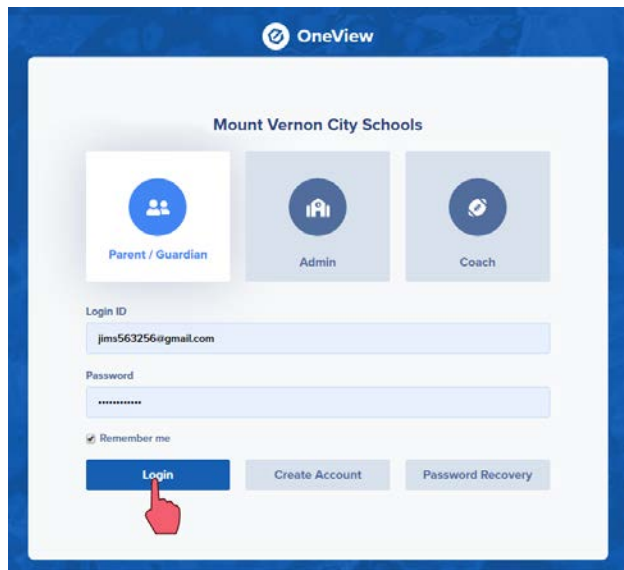 OneView
Mount Vernon City Schools
Parent / Guardian
Admin
Coach
Login ID
jims563256@gmail.com
Password
••••••••••••
Remember me
Login
Create Account
Password Recovery